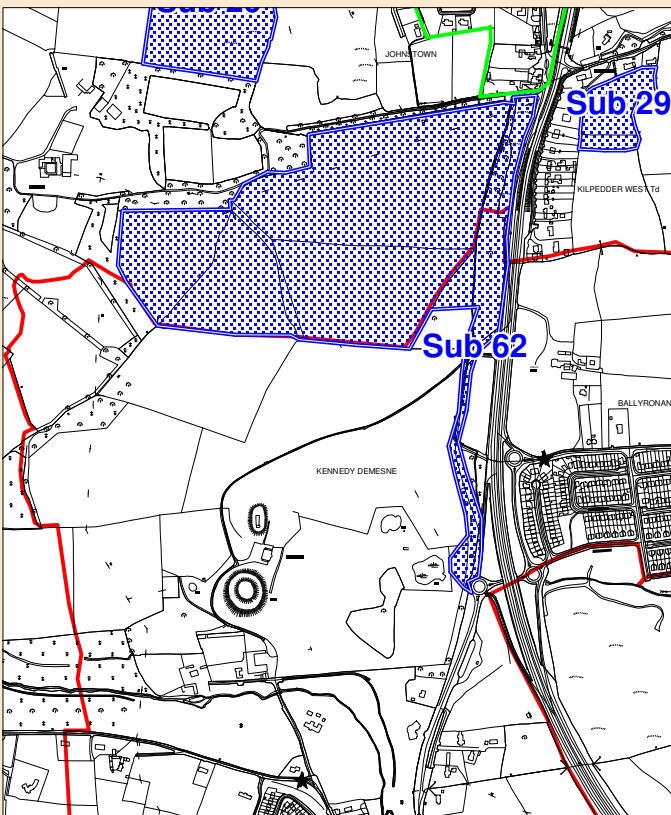 JOHNSTOWN
Sub 29
KILPEDDER WEST Td
Sub 62
BALLYRONAN
KENNEDY DEMESNE